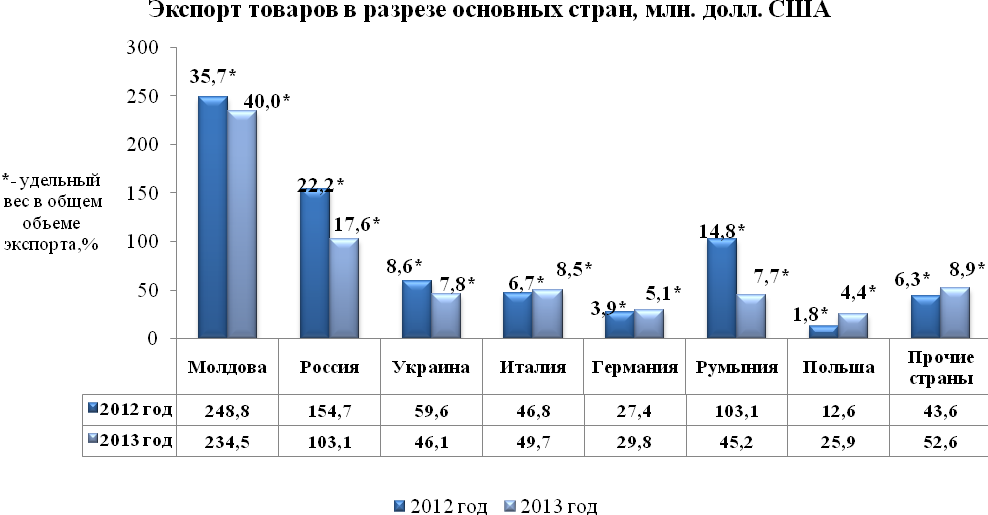 Экспорт товаров в разрезе основных стран, млн. долл. США
300
250
200
150
100
50
0
*- удельный
вес в общем
объеме
экспорта,%
35,7*
40,0*
22,2*
17,6*
8,6*
7,8*
6,7*
8,5*
3,9*
5,1*
14,8*
7,7*
1,8*
4,4*
6,3*
8,9*
Молдова Россия Украина Италия Германия Румыния Польша Прочие страны
2012 год 248,8 154,7 59,6 46,8 27,4 103,1 12,6 43,6
2013 год 234,5 103,1 46,1 49,7 29,8 45,2 25,9 52,6
2012 год 2013 год